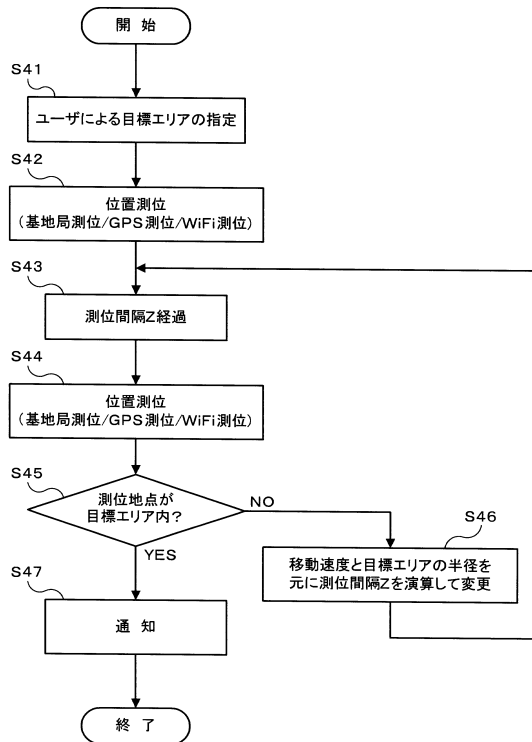 開 始
S41
ユーザによる目標エリアの指定
S42
位置測位
(基地局測位/GPS測位/WiFi測位)
S43
測位間隔Z経過
S44
位置測位
(基地局測位/GPS測位/WiFi測位)
S45
測位地点が
目標エリア内?
NO
YES
S46
移動速度と目標エリアの半径を
元に測位間隔Zを演算して変更
S47
通 知
終 了